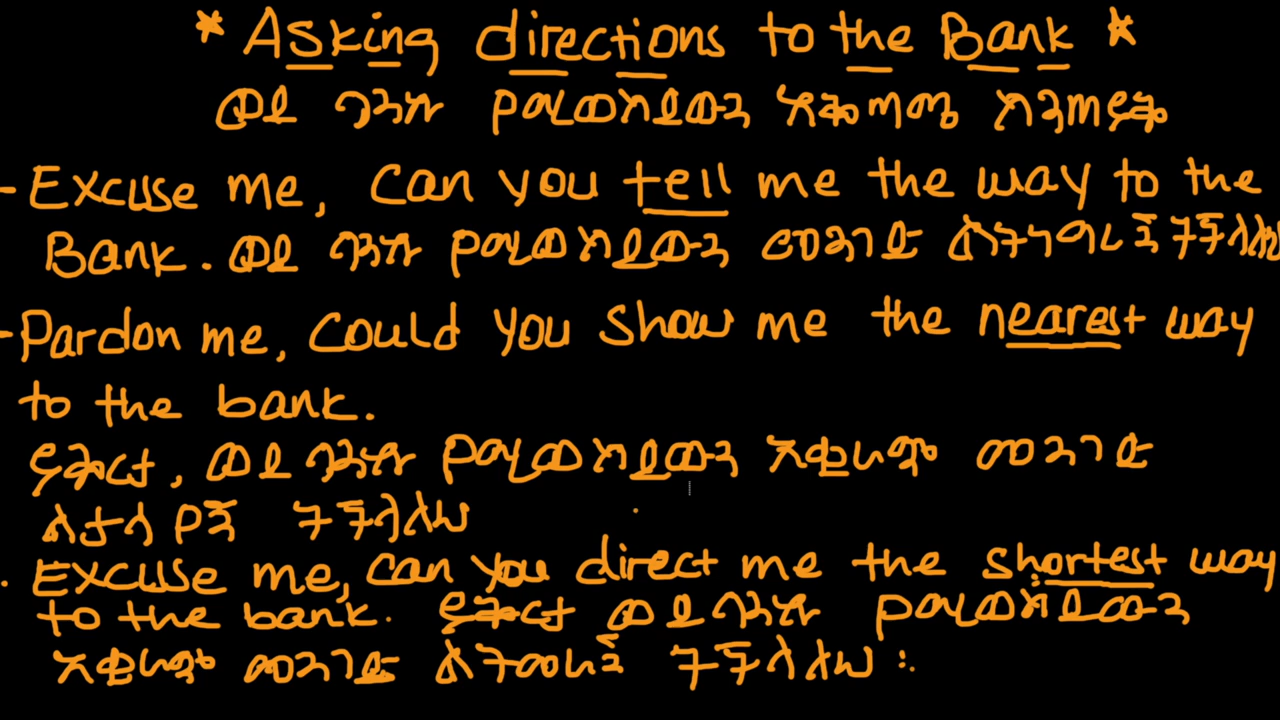 * Asking directions to the Bank *
ወደ ባንክ የሚወስደውን አቅጣጫ አጠያየቅ
- Excuse me, can you tell me the way to the
Bank. ወደ ባንክ የሚወስደውን መንገድ ልትነግረኝ ትችላለህ
- Pardon me, could you show me the nearest way
to the bank.
ይቅርታ, ወደ ባንክ የሚወስደውን አቋራጭ መንገድ
ልታሳየኝ ትችላለህ
. Excuse me, can you direct me the shortest way
to the bank. ይቅርታ ወደ ባንክ የሚወስደውን
አቋራጭ መንገድ ልትመራኝ ትችላለህ ።